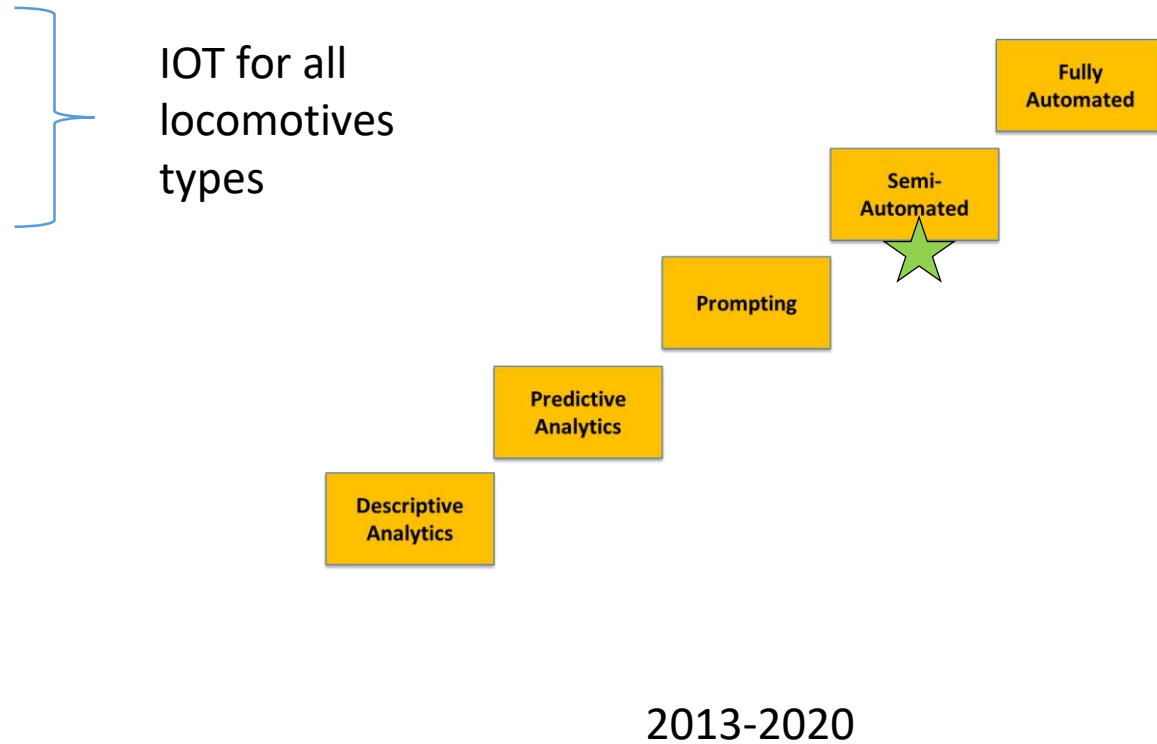 IOT for all
locomotives
types
Fully
Automated
Semi-
Automated
Prompting
Predictive
Analytics
Descriptive
Analytics
2013-2020